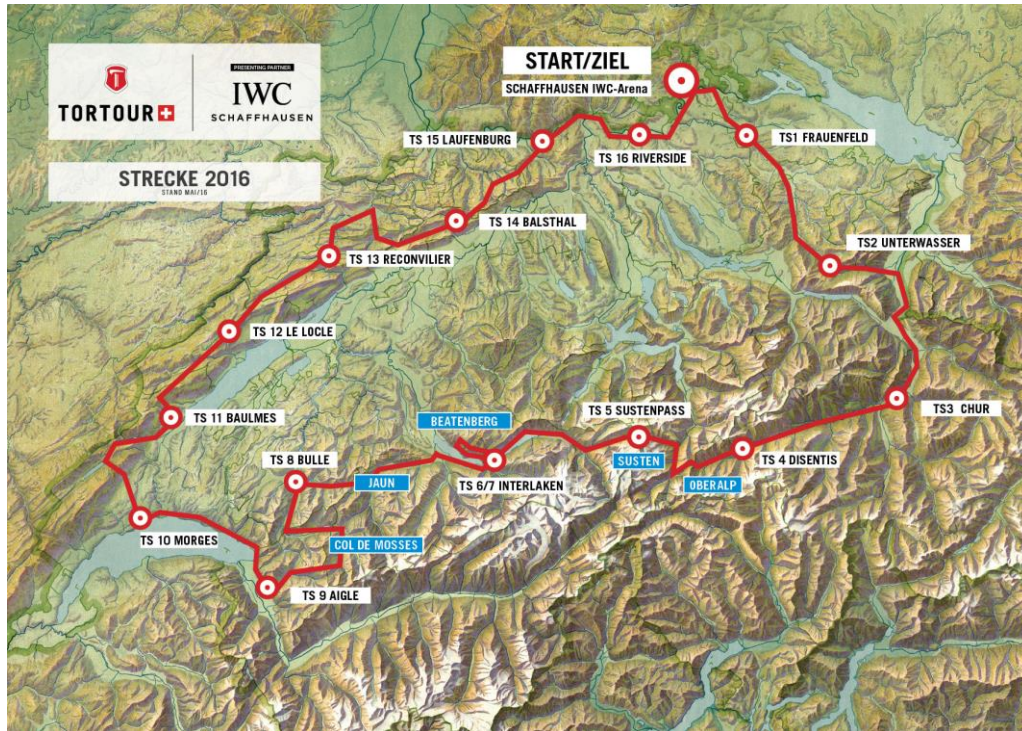 TORTOUR
PRESENTING PARTNER
IWC
SCHAFFHAUSEN
STRECKE 2016
STAND MAI/16
START/ZIEL
SCHAFFHAUSEN IWC-Arena
TS 15 LAUFENBURG
TS 16 RIVERSIDE
TS1 FRAUENFELD
TS 14 BALSTHAL
TS2 UNTERWASSER
TS 13 RECONVILIER
TS 12 LE LOCLE
TS3 CHUR
TS 11 BAULMES
BEATENBERG
TS 5 SUSTENPASS
TS 8 BULLE
SUSTEN
TS 4 DISENTIS
JAUN
TS 6/7 INTERLAKEN
OBERALP
TS 10 MORGES
COL DE MOSSES
TS 9 AIGLE